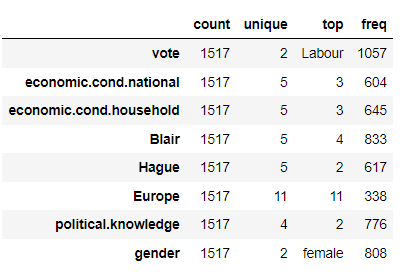 count unique top freq
vote 1517 2 Labour 1057
economic.cond.national 1517 5 3 604
economic.cond.household 1517 5 3 645
Blair 1517 5 4 833
Hague 1517 5 2 617
Europe 1517 11 11 338
political.knowledge 1517 4 2 776
gender 1517 2 female 808